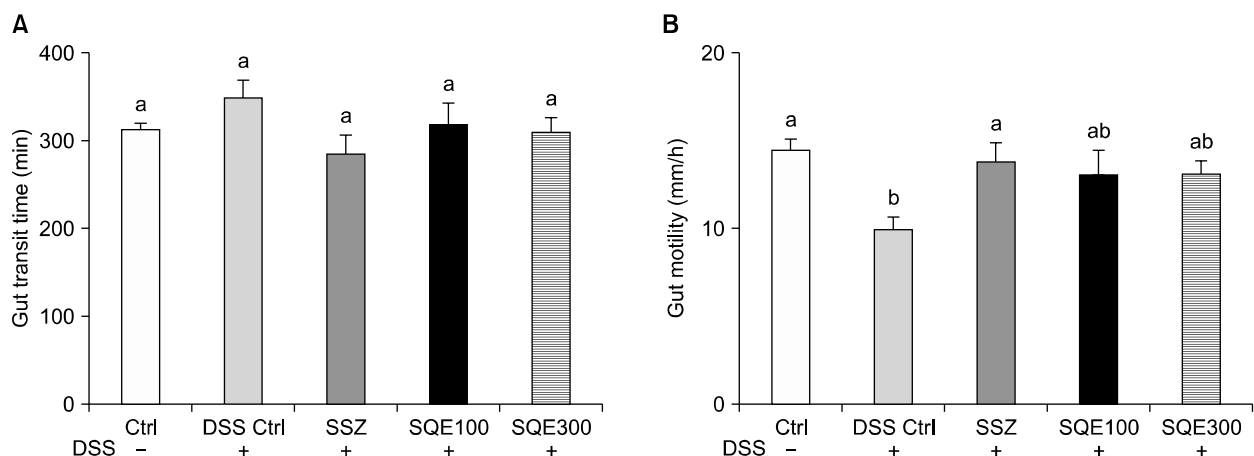 A
Gut transit time (min)
400
300
200
100
0
a
a
a
a
a
Ctrl DSS Ctrl SSZ SQE100 SQE300
DSS – + + + +
B
Gut motility (mm/h)
20
10
0
a
b
a
ab
ab
Ctrl DSS Ctrl SSZ SQE100 SQE300
DSS – + + + +